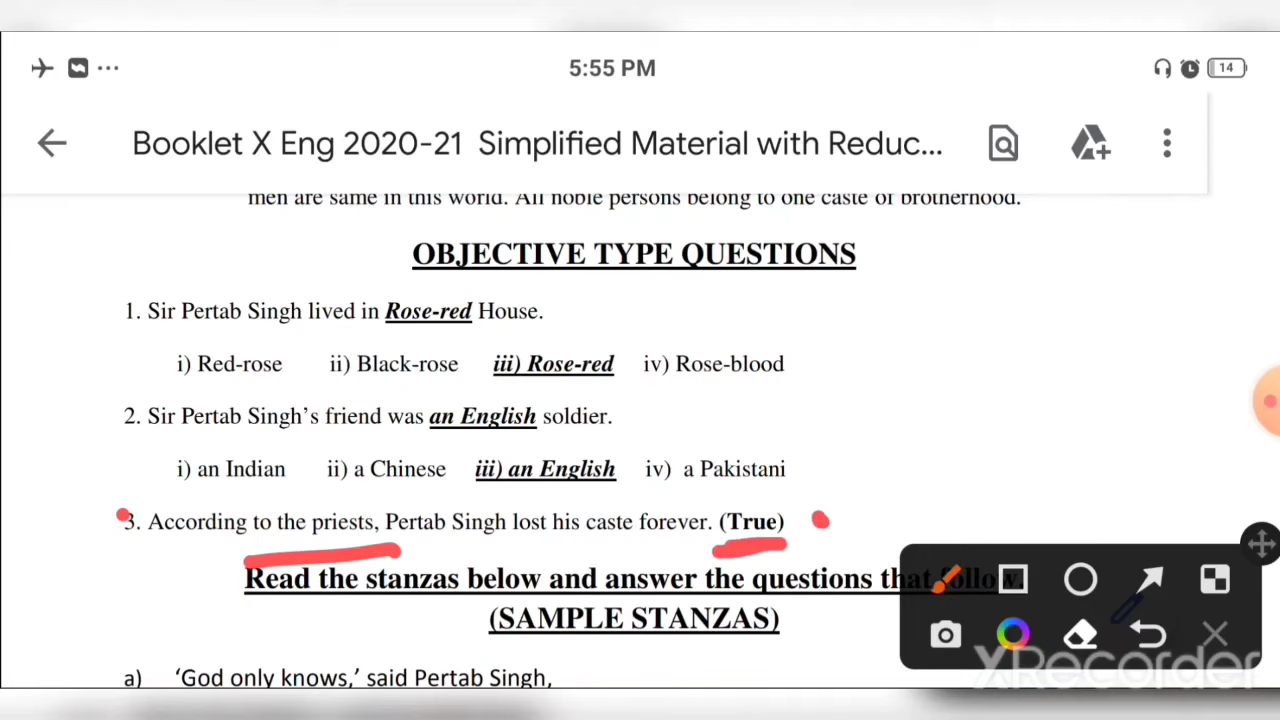 5:55 PM
14
Booklet X Eng 2020-21 Simplified Material with Reduc...
men are same in this world. All noble persons belong to one caste of brotherhood.
OBJECTIVE TYPE QUESTIONS
1. Sir Pertab Singh lived in Rose-red House.
i) Red-rose ii) Black-rose iii) Rose-red iv) Rose-blood
2. Sir Pertab Singh’s friend was an English soldier.
i) an Indian ii) a Chinese iii) an English iv) a Pakistani
3. According to the priests, Pertab Singh lost his caste forever. (True)
Read the stanzas below and answer the questions that follow.
(SAMPLE STANZAS)
a) ‘God only knows,’ said Pertab Singh,
XRecorder